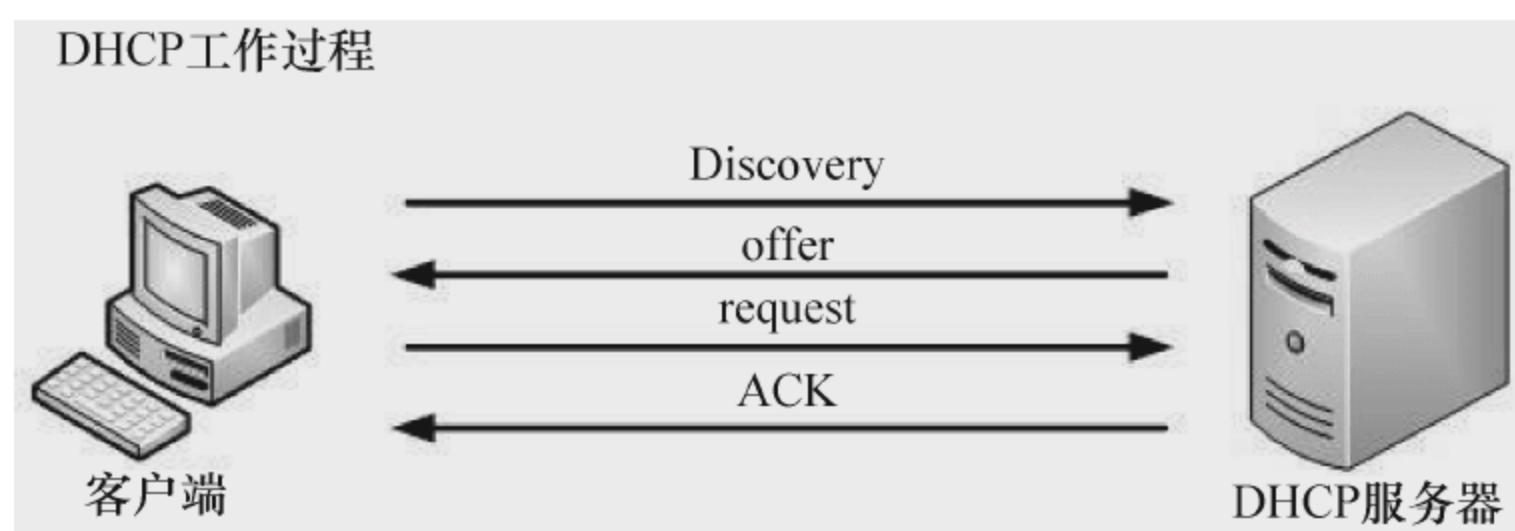 DHCP工作过程
Discovery
offer
request
ACK
客户端
DHCP服务器